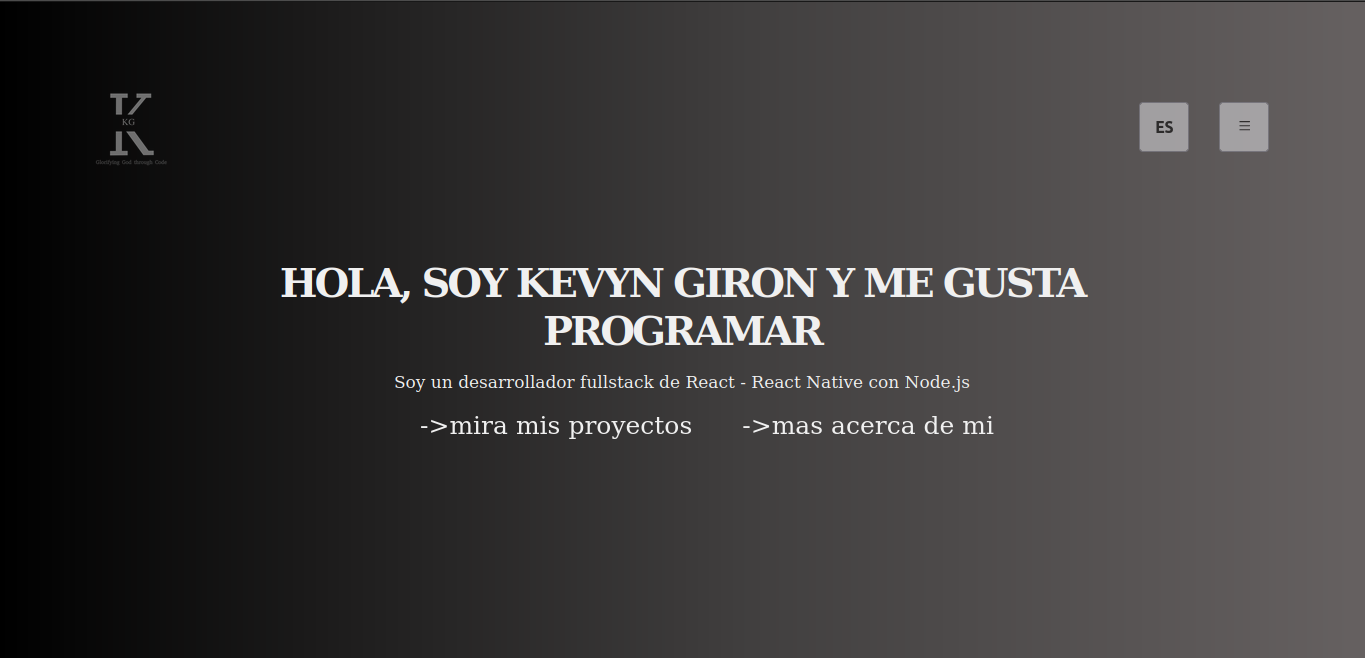 K
KG
Glorifying God through Code
ES
HOLA, SOY KEVYN GIRON Y ME GUSTA
PROGRAMAR
Soy un desarrollador fullstack de React - React Native con Node.js
->mira mis proyectos ->mas acerca de mi